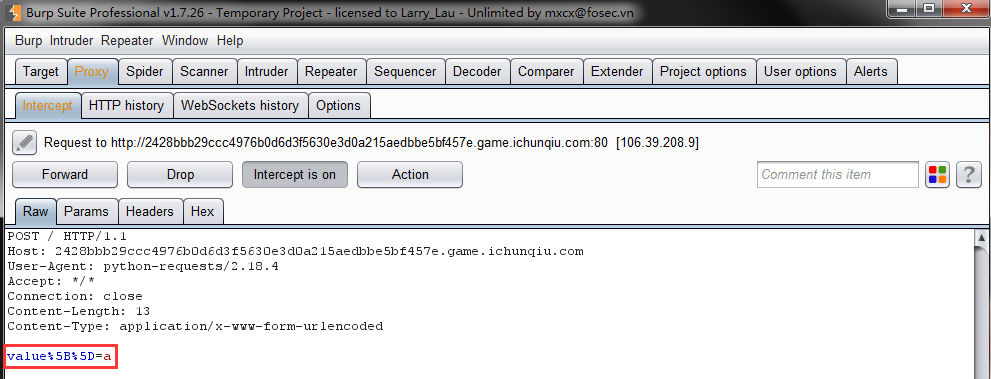 Burp Suite Professional v1.7.26 - Temporary Project - licensed to Larry_Lau - Unlimited by mxcx@fosec.vn
Burp Intruder Repeater Window Help
Target Proxy Spider Scanner Intruder Repeater Sequencer Decoder Comparer Extender Project options User options Alerts
Intercept HTTP history WebSockets history Options
Request to http://2428bbb29ccc4976b0d6d3f5630e3d0a215aedbbe5bf457e.game.ichunqiu.com:80 [106.39.208.9]
Forward Drop Intercept is on Action Comment this item ?
Raw Params Headers Hex
POST / HTTP/1.1
Host: 2428bbb29ccc4976b0d6d3f5630e3d0a215aedbbe5bf457e.game.ichunqiu.com
User-Agent: python-requests/2.18.4
Accept: */*
Connection: close
Content-Length: 13
Content-Type: application/x-www-form-urlencoded
value%5B%5D=a